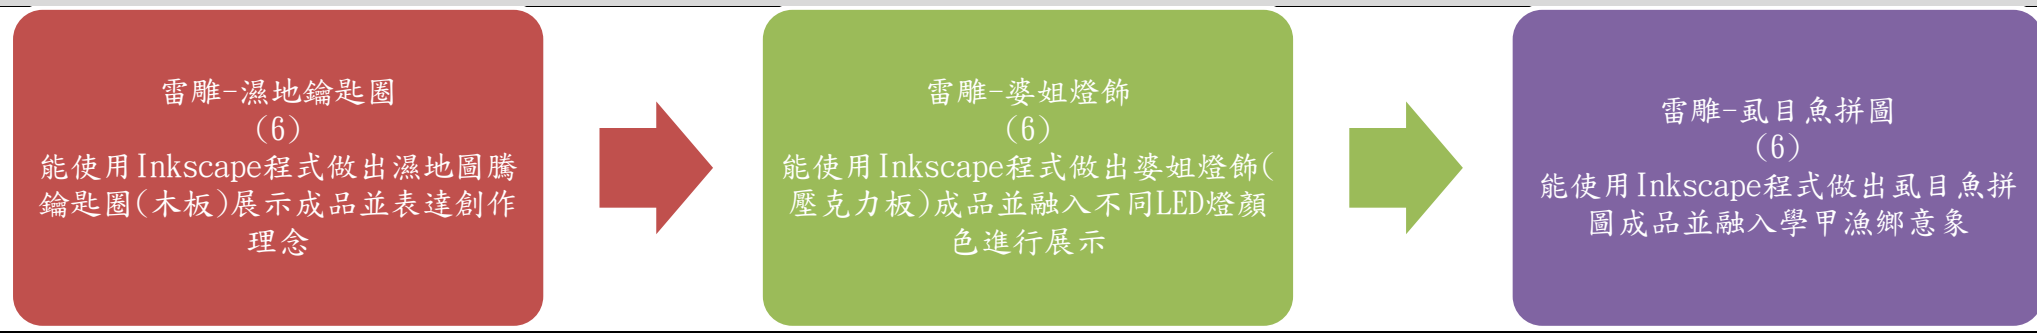 雷雕-濕地鑰匙圈
(6)
能使用Inkscape程式做出濕地圖騰
鑰匙圈(木板)展示成品並表達創作
理念
雷雕-婆姐燈飾
(6)
能使用Inkscape程式做出婆姐燈飾(
壓克力板)成品並融入不同LED燈顏
色進行展示
雷雕-虱目魚拼圖
(6)
能使用Inkscape程式做出虱目魚拼
圖成品並融入學甲漁鄉意象